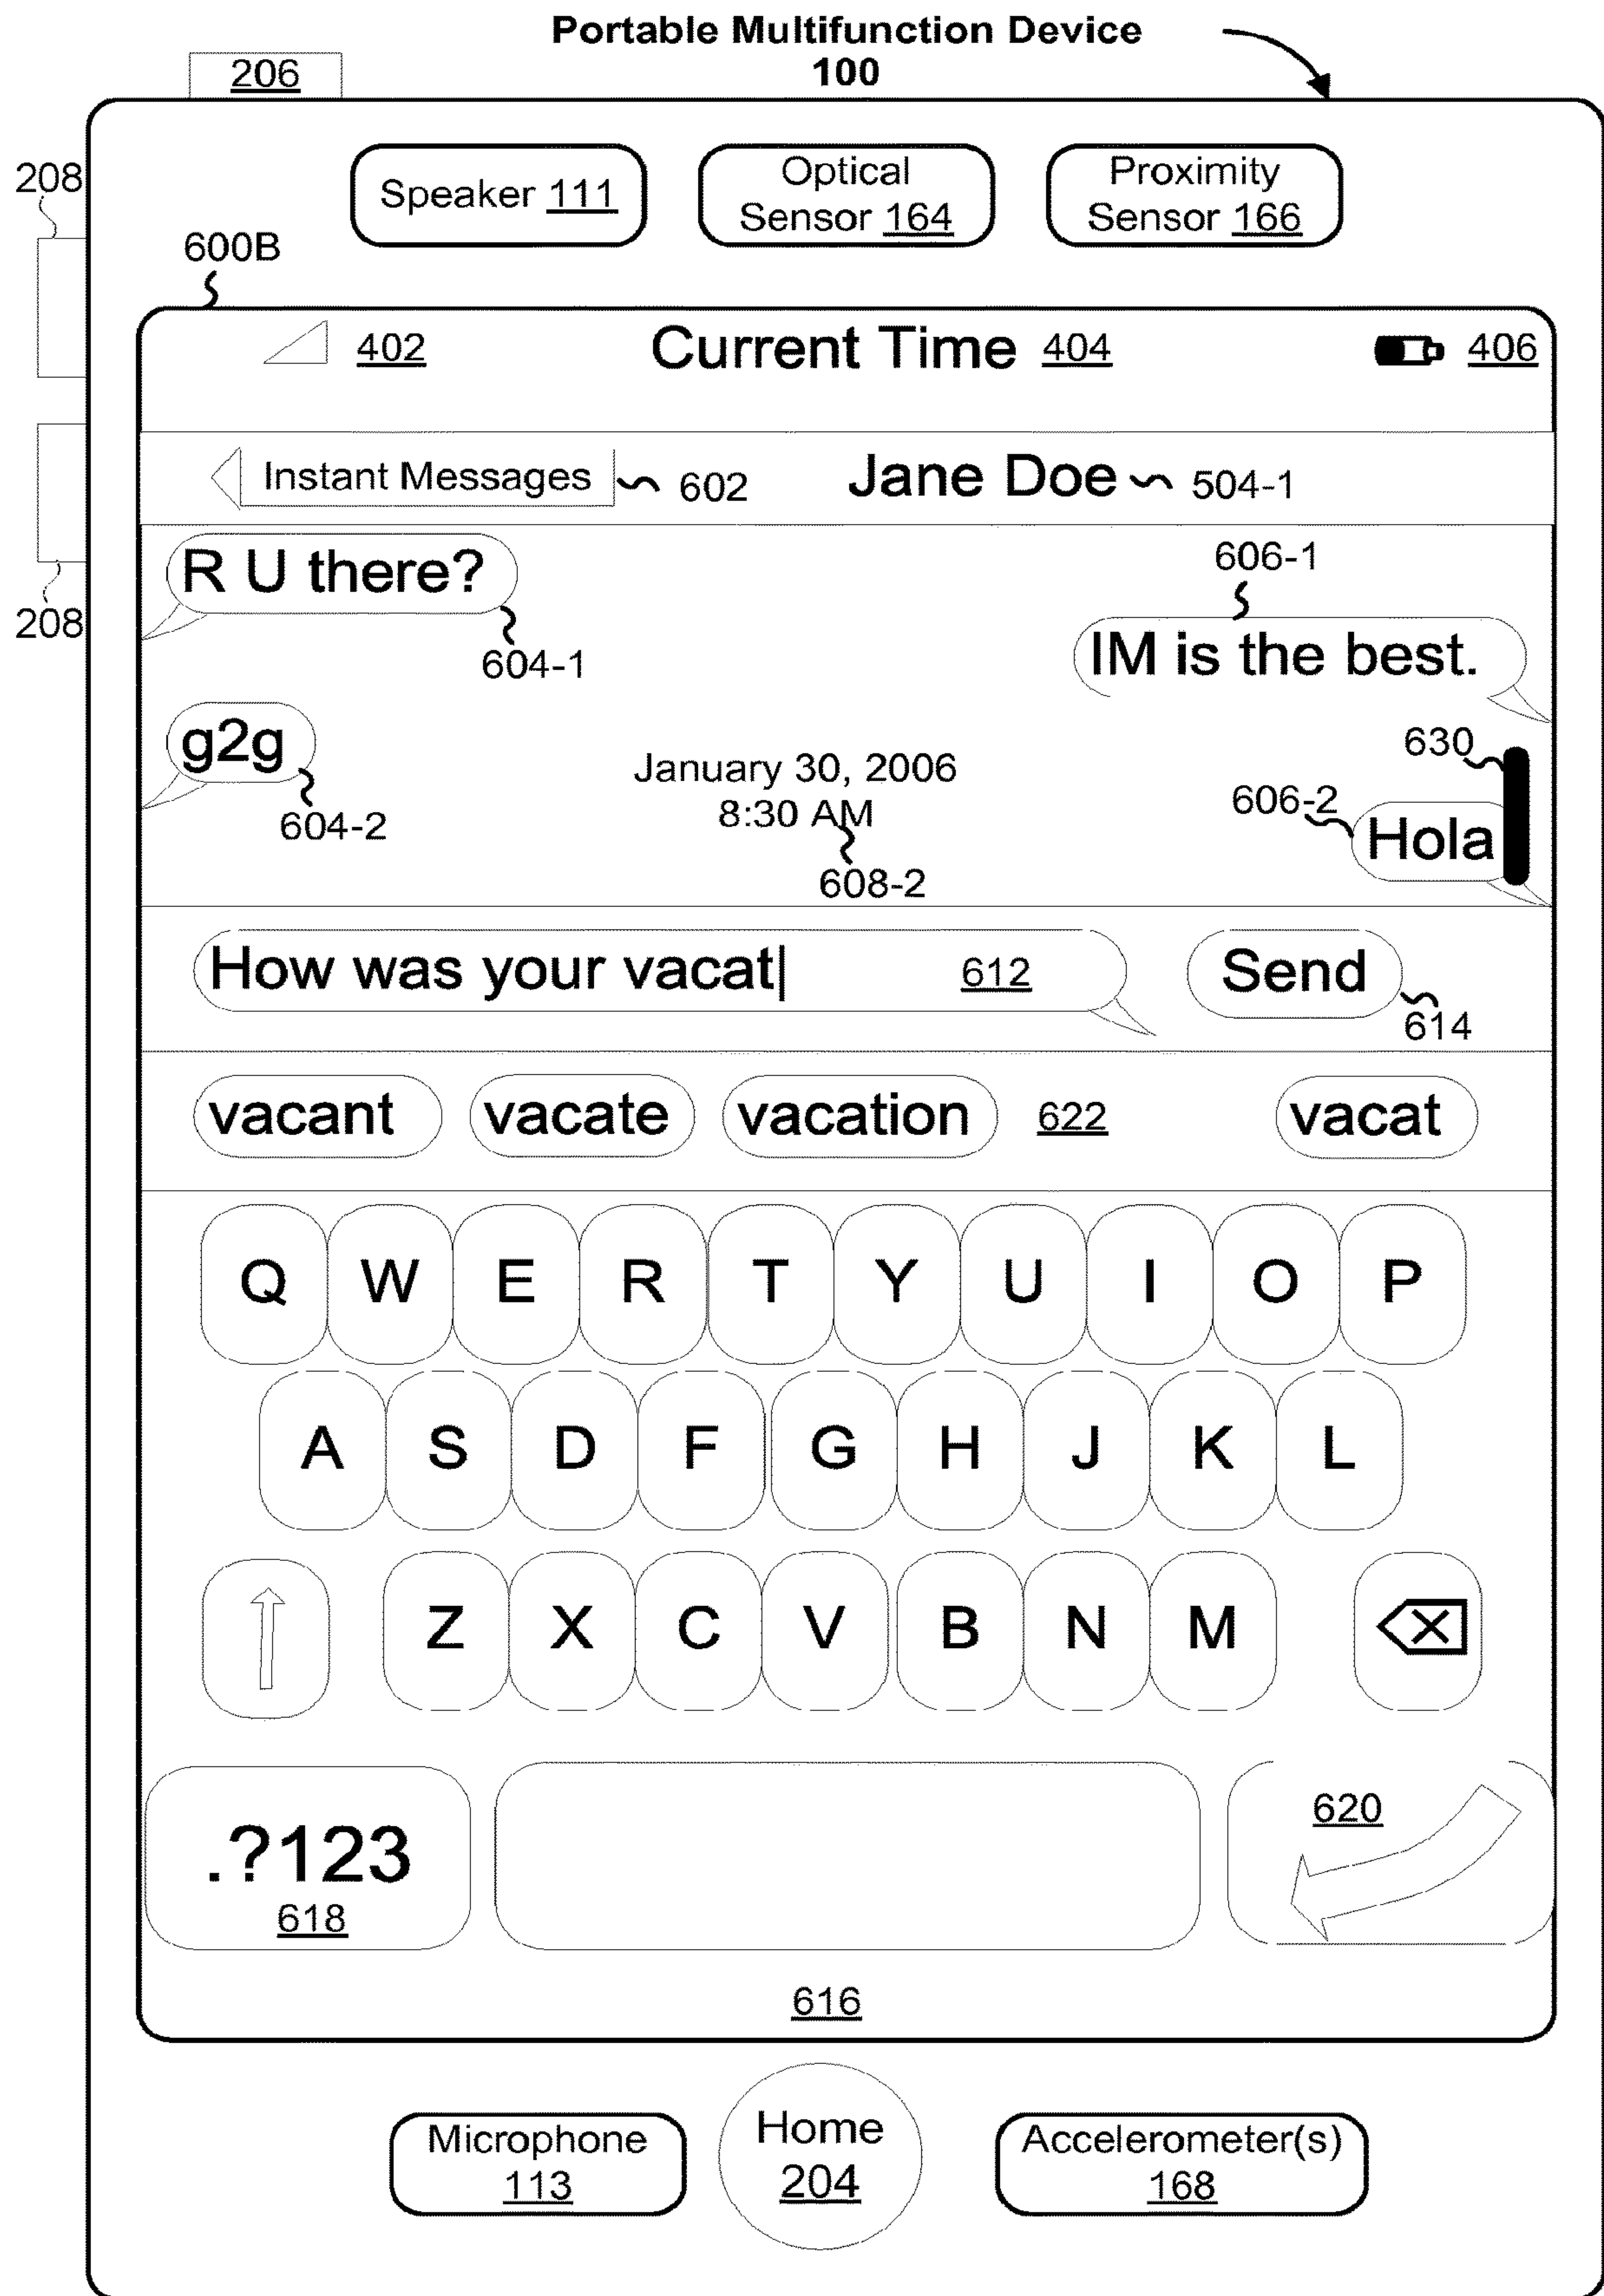 Portable Multifunction Device
100
206
208
Speaker 111
Optical
Sensor 164
Proximity
Sensor 166
600B
402
Current Time 404
406
Instant Messages
602
Jane Doe
504-1
R U there?
606-1
208
604-1
IM is the best.
g2g
630
January 30, 2006
8:30 AM
606-2
604-2
Hola
608-2
How was your vacat
612
Send
614
vacant
vacate
vacation
622
vacat
Q W E R T Y U I O P
A S D F G H J K L
Z X C V B N M
.?123
618
620
616
Microphone
113
Home
204
Accelerometer(s)
168